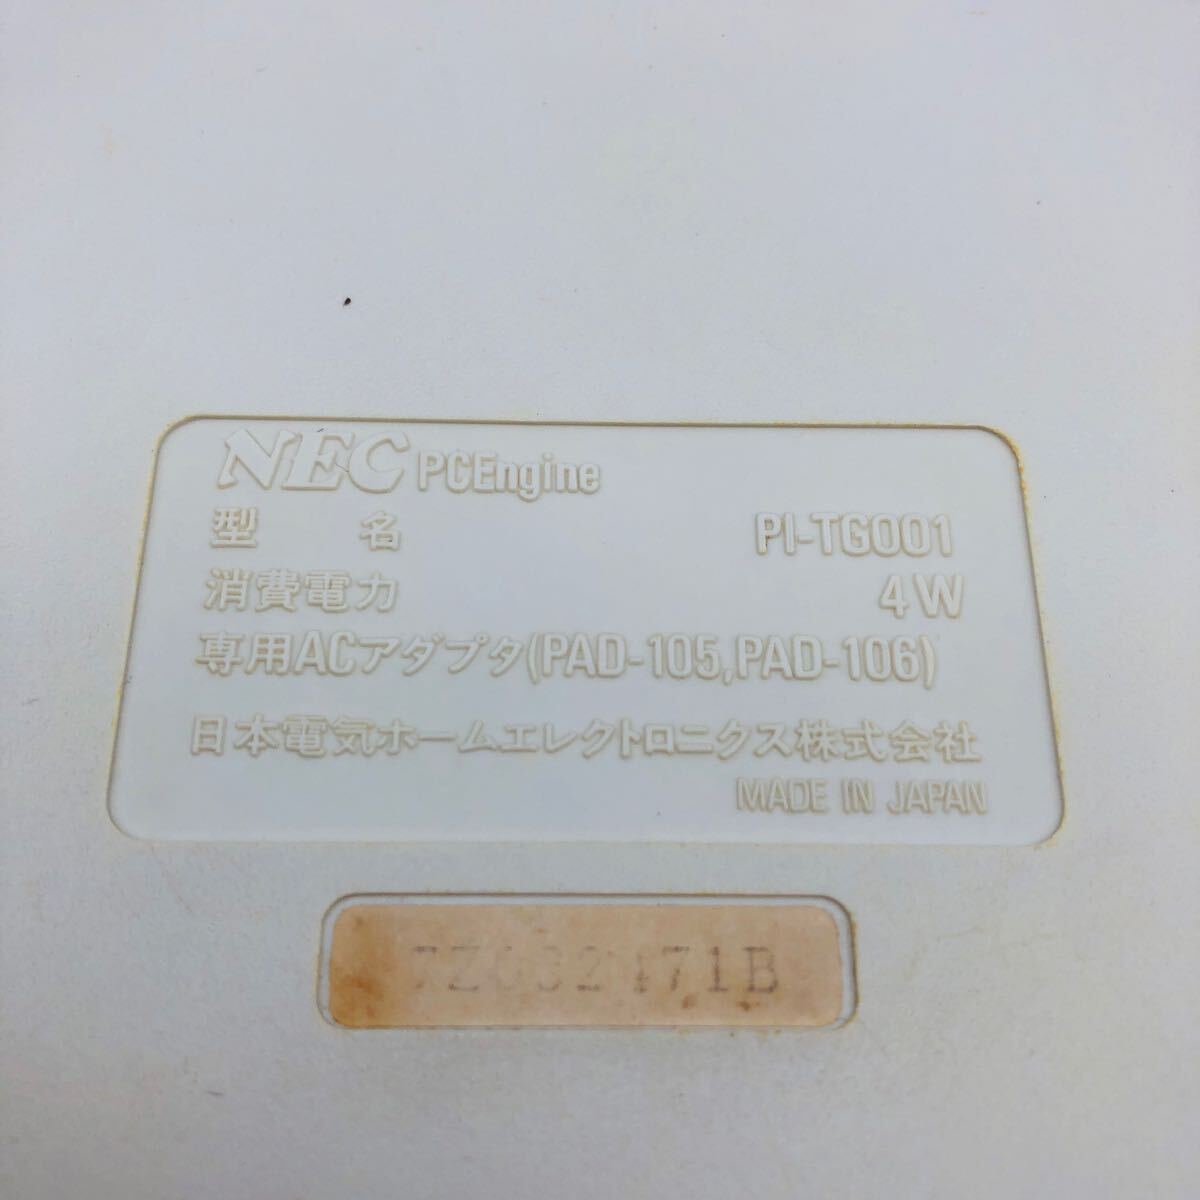 NEC PCEngine
型名 PI-TG001
消費電力 4W
専用ACアダプタ(PAD-105,PAD-106)
日本電気ホームエレクトロニクス株式会社
MADE IN JAPAN